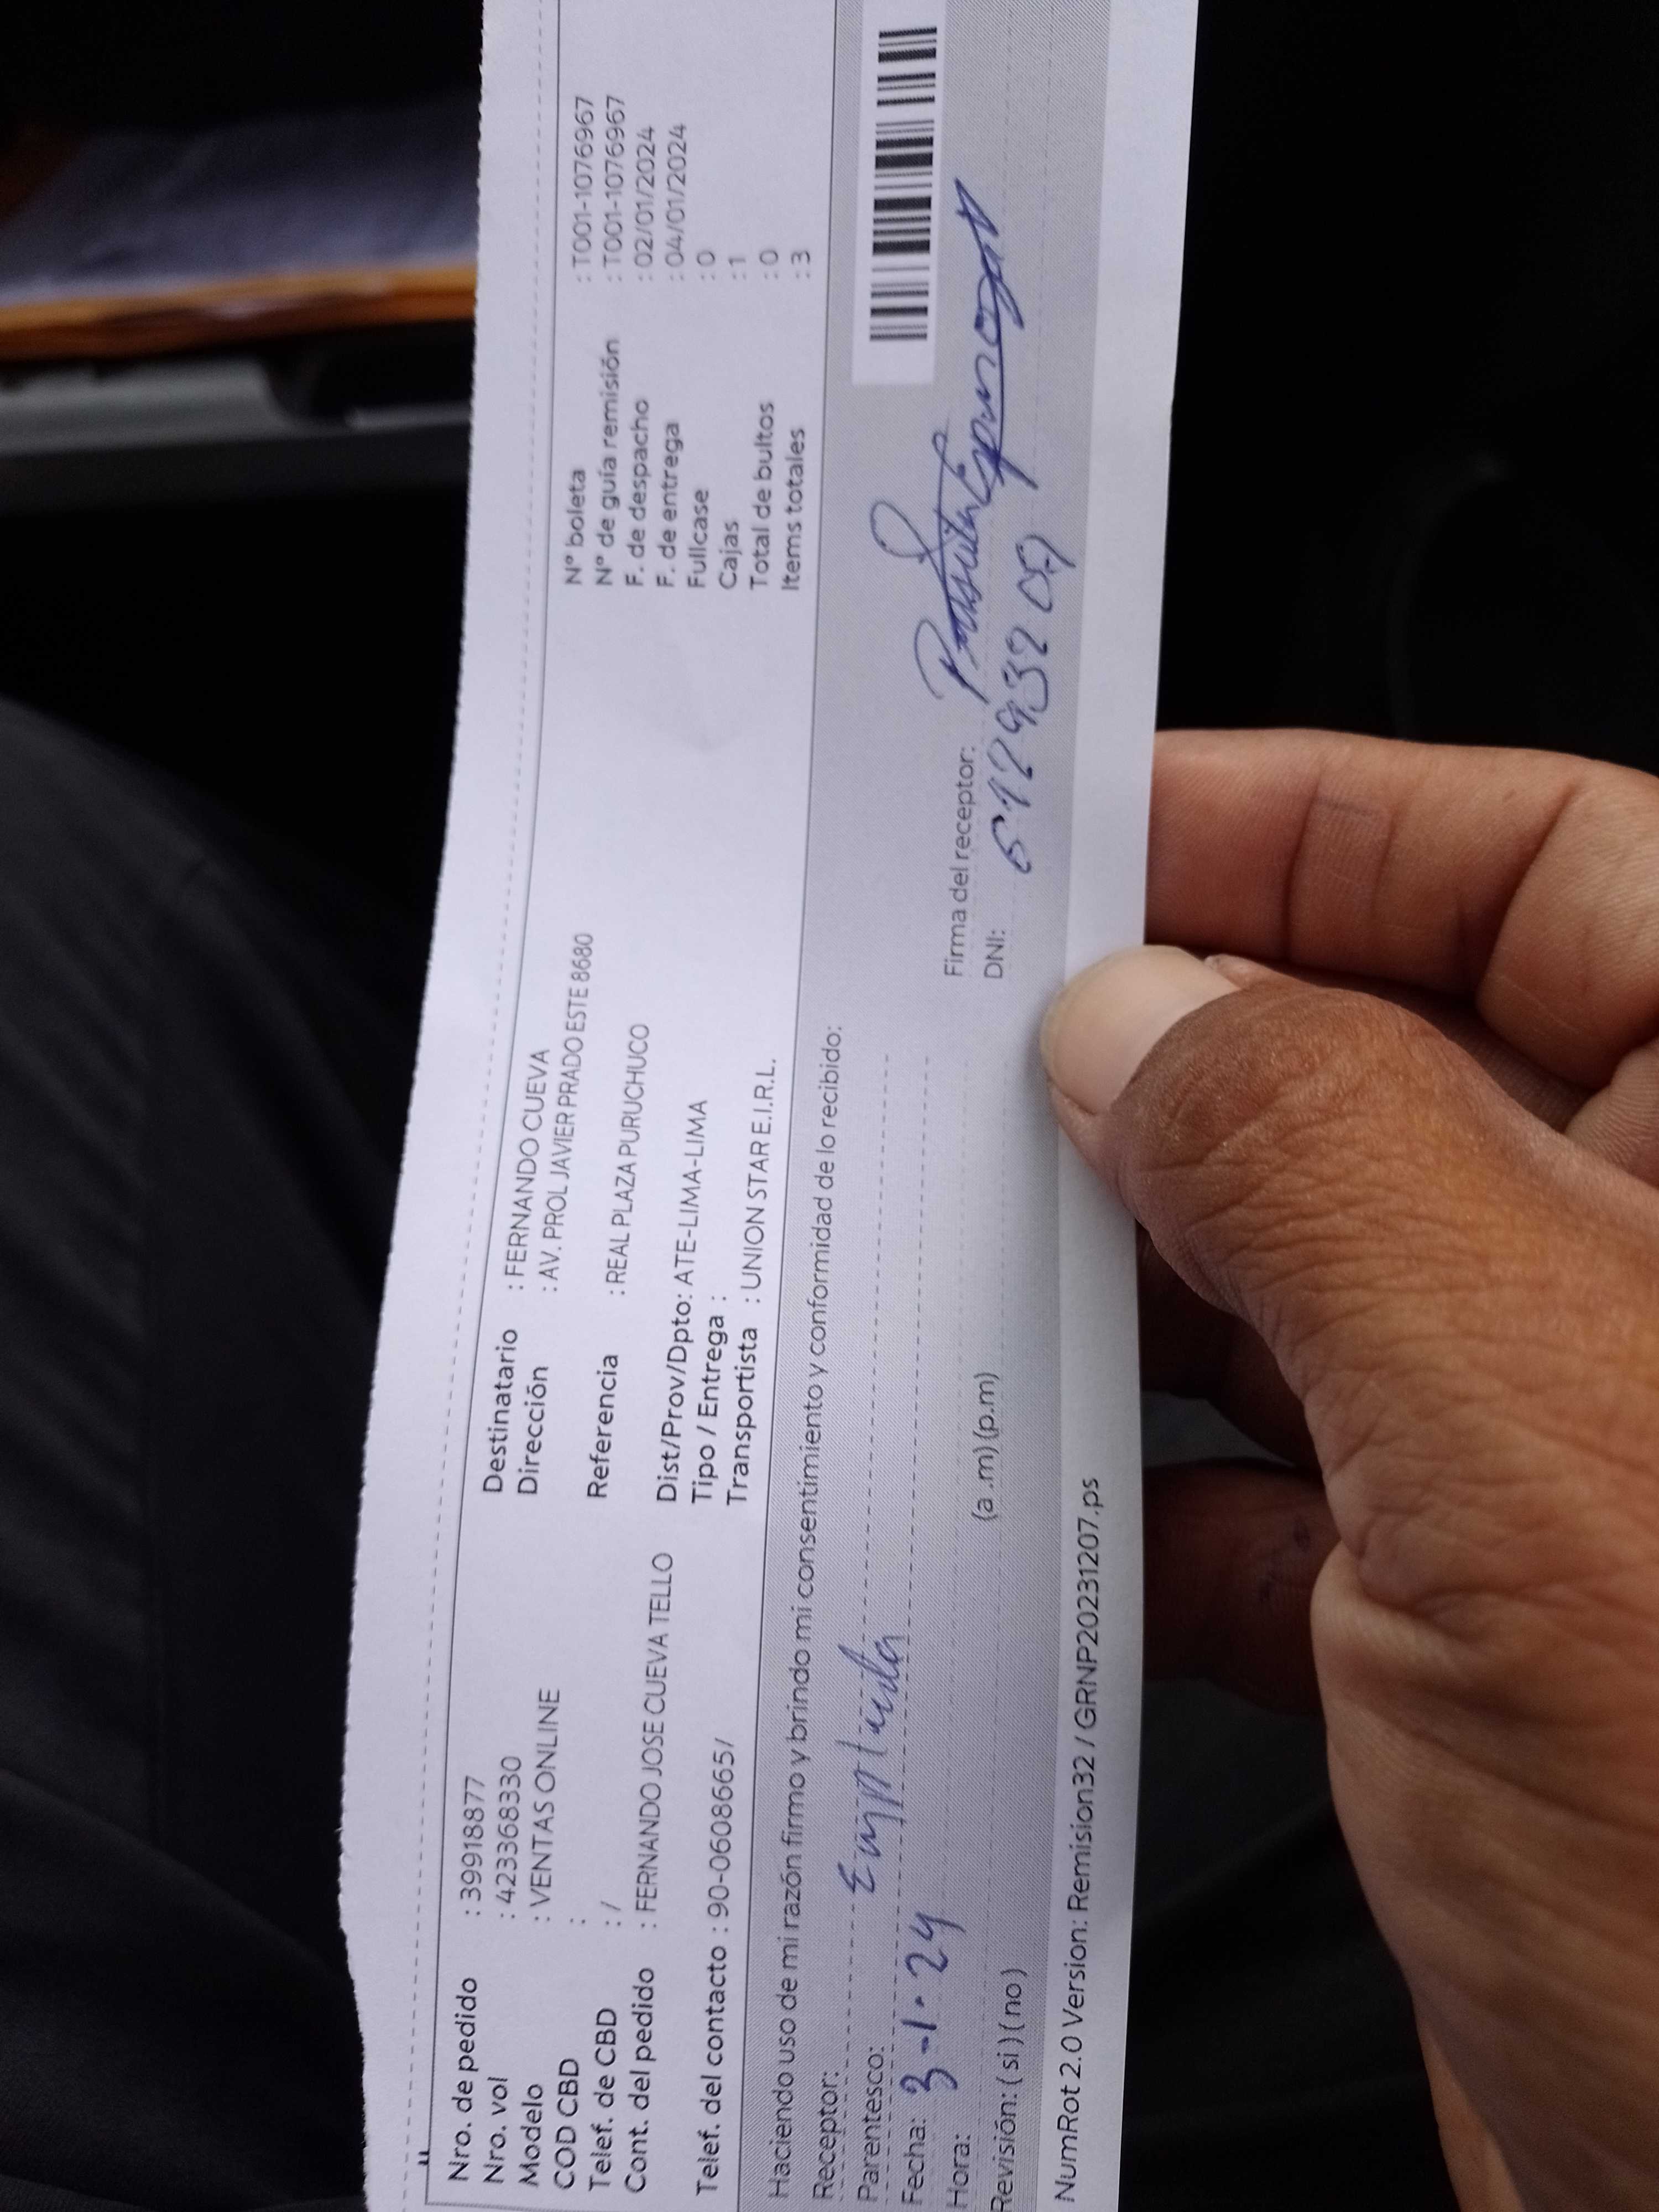 Nro. de pedido : 399188877
Nro. vol : 423368330
Modelo : VENTAS ONLINE
COD CBD :
Telef. de CBD : /
Cont. del pedido : FERNANDO JOSE CUEVA TELLO
Telef. del contacto : 90-0608665/
Destinatario : FERNANDO CUEVA
Dirección : AV. PROL JAVIER PRADO ESTE 8680
Referencia : REAL PLAZA PURUCHUCO
Dist/Prov/Dpto: ATE-LIMA-LIMA
Tipo / Entrega :
Transportista : UNION STAR E.I.R.L.
N° boleta : T001-1076967
N° de guía remisión : T001-1076967
F. de despacho : 02/01/2024
F. de entrega : 04/01/2024
Fullcase : 0
Cajas : 1
Total de bultos : 0
Items totales : 3
Haciendo uso de mi razón firmo y brindo mi consentimiento y conformidad de lo recibido:
Receptor:
Parentesco:
Fecha: 3-1-24
Hora: (a .m) (p.m)
Revisión: ( si ) ( no )
Firma del receptor:
DNI:
NumRot 2.0 Version: Remision32 / GRNP20231207.ps